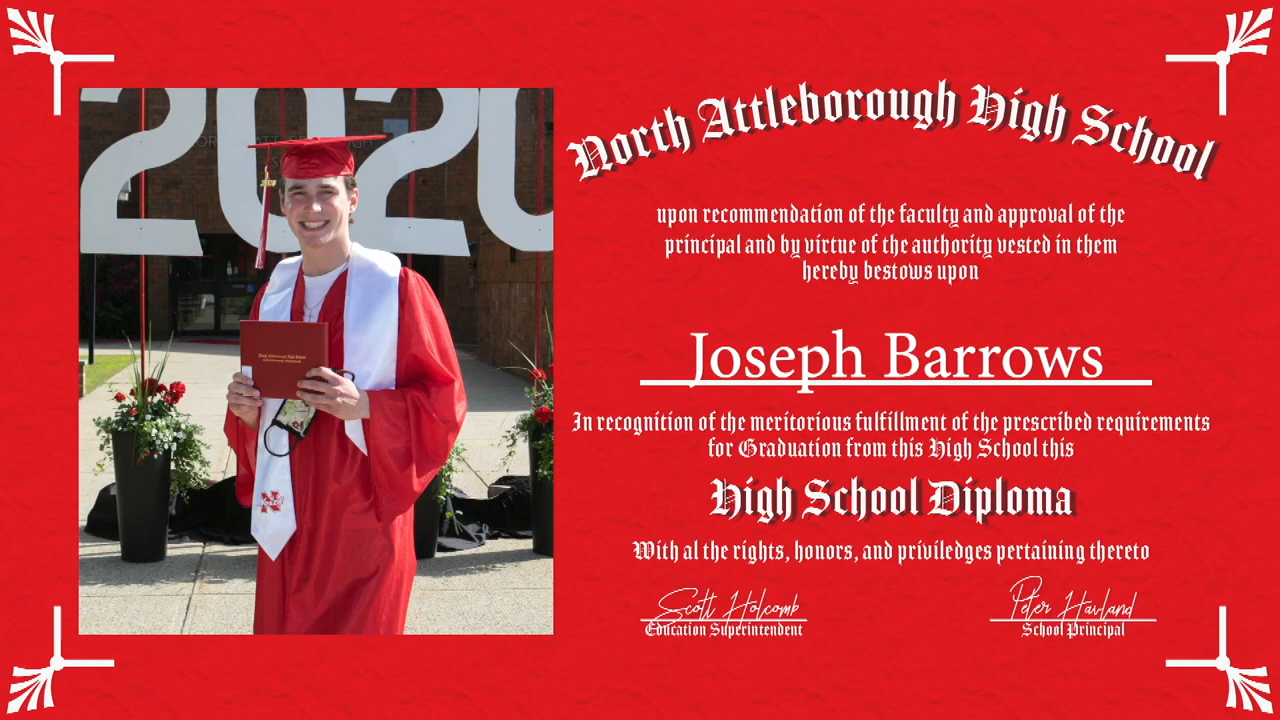 2020
North Attleborough High School
upon recommendation of the faculty and approval of the
principal and by virtue of the authority vested in them
hereby bestows upon
Joseph Barrows
In recognition of the meritorious fulfillment of the prescribed requirements
for Graduation from this High School this
High School Diploma
With al the rights, honors, and priviledges pertaining thereto
Scott Holcomb
Education Superintendent
Peter Havland
School Principal
N